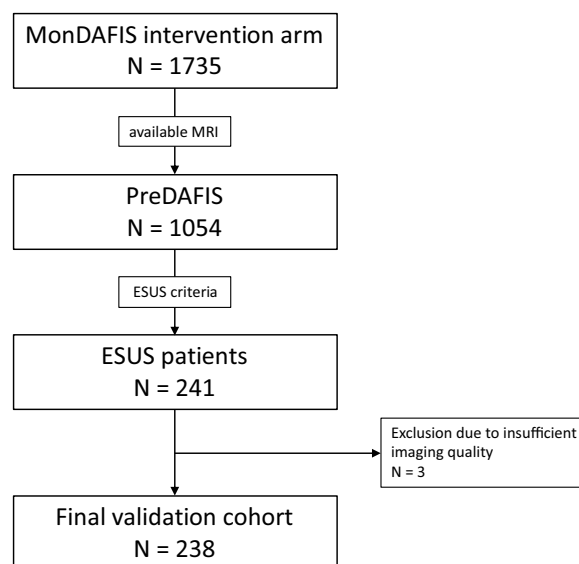 MonDAFIS intervention arm
N = 1735
available MRI
PreDAFIS
N = 1054
ESUS criteria
ESUS patients
N = 241
Exclusion due to insufficient
imaging quality
N = 3
Final validation cohort
N = 238